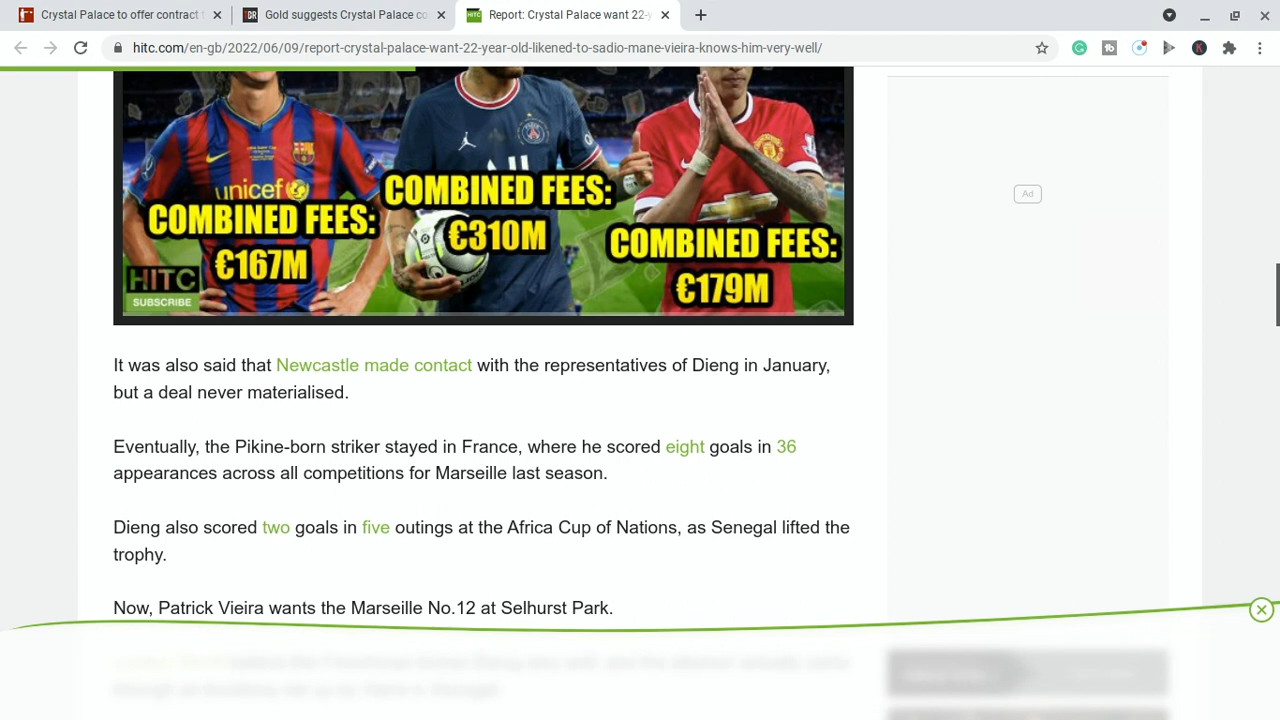 Crystal Palace to offer contract
Gold suggests Crystal Palace co
Report: Crystal Palace want 22-y
hitc.com/en-gb/2022/06/09/report-crystal-palace-want-22-year-old-likened-to-sadio-mane-vieira-knows-him-very-well/
unicef
COMBINED FEES:
€167M
COMBINED FEES:
€310M
COMBINED FEES:
€179M
HITC
SUBSCRIBE
Ad
It was also said that Newcastle made contact with the representatives of Dieng in January,
but a deal never materialised.
Eventually, the Pikine-born striker stayed in France, where he scored eight goals in 36
appearances across all competitions for Marseille last season.
Dieng also scored two goals in five outings at the Africa Cup of Nations, as Senegal lifted the
trophy.
Now, Patrick Vieira wants the Marseille No.12 at Selhurst Park.